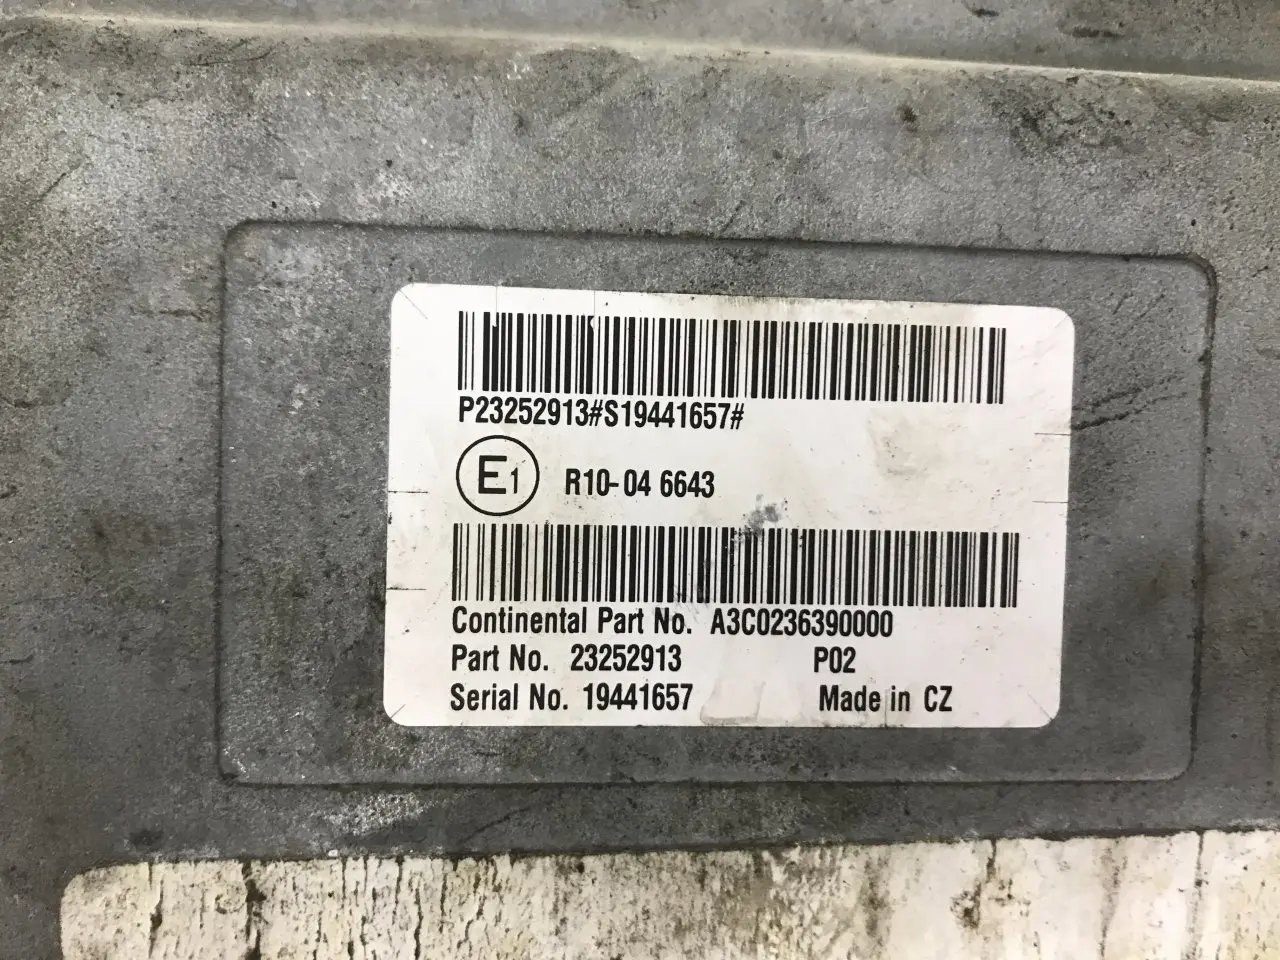 P23252913#S19441657#
E1 R10-04 6643
Continental Part No. A3C0236390000
Part No. 23252913 P02
Serial No. 19441657 Made in CZ